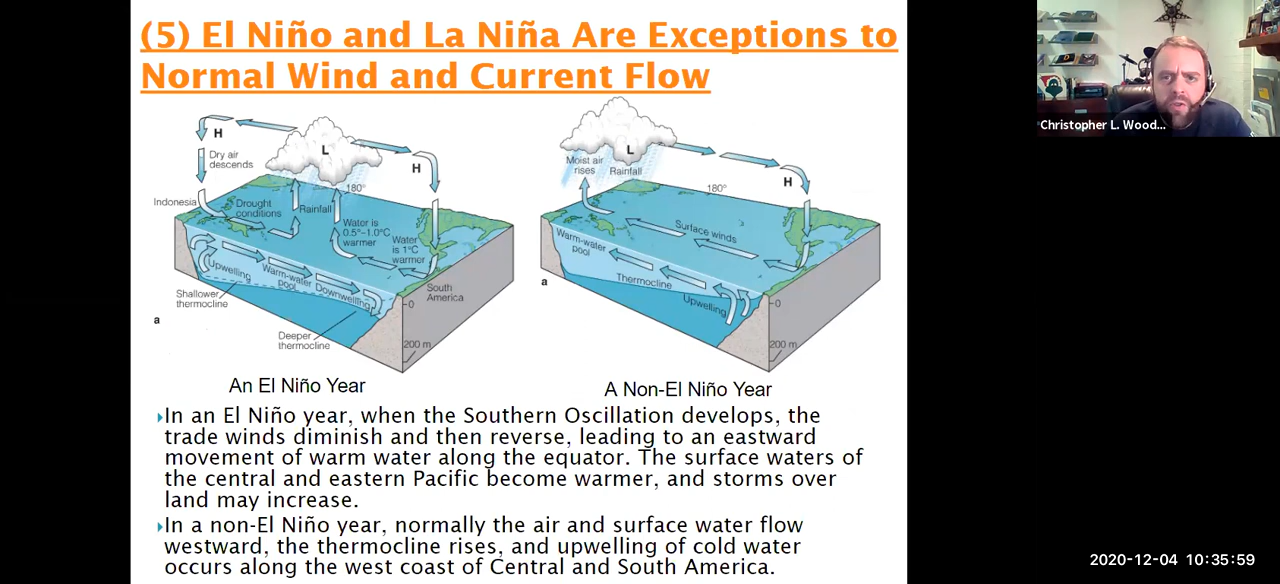 (5) El Niño and La Niña Are Exceptions to
Normal Wind and Current Flow
H
Dry air
descends
L
H
180°
Indonesia
Drought
conditions
Rainfall
Water is
0.5°–1.0°C
warmer
Water
is 1°C
warmer
Upwelling
Warm-water
pool
Downwelling
South
America
Shallower
thermocline
0
a
Deeper
thermocline
200 m
An El Niño Year
L
Moist air
rises
Rainfall
H
180°
Surface winds
Warm-water
pool
Thermocline
a
Upwelling
0
200 m
A Non-El Niño Year
In an El Niño year, when the Southern Oscillation develops, the
trade winds diminish and then reverse, leading to an eastward
movement of warm water along the equator. The surface waters of
the central and eastern Pacific become warmer, and storms over
land may increase.
In a non-El Niño year, normally the air and surface water flow
westward, the thermocline rises, and upwelling of cold water
occurs along the west coast of Central and South America.
Christopher L. Wood...
2020-12-04 10:35:59